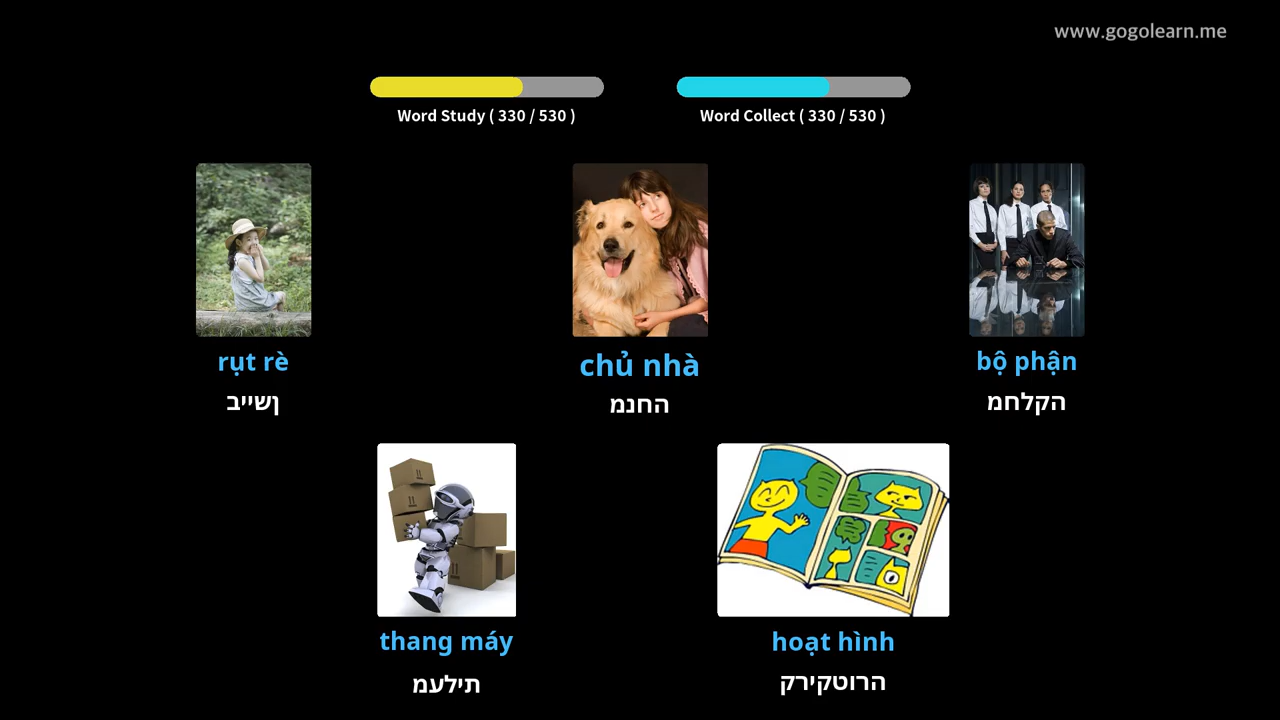 www.gogolearn.me
Word Study ( 330 / 530 )
Word Collect ( 330 / 530 )
rụt rè
ןשייב
chủ nhà
החנמ
bộ phận
הקלחמ
thang máy
תילעמ
hoạt hình
הרוטקירק